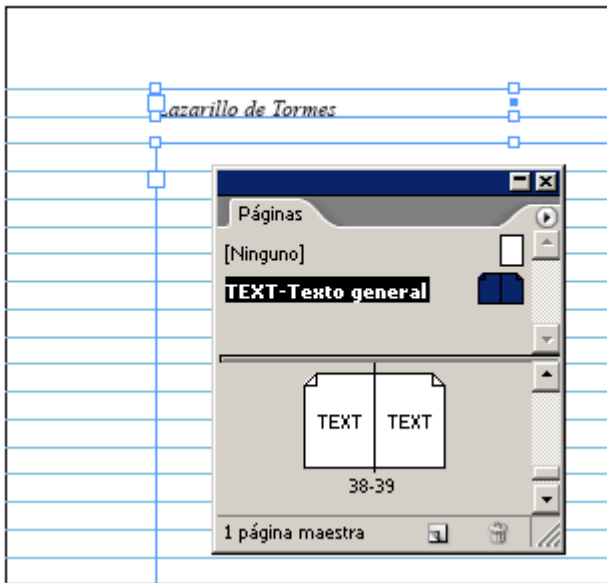 Lazarillo de Tormes
Páginas
[Ninguno]
TEXT-Texto general
TEXT TEXT
38-39
1 página maestra